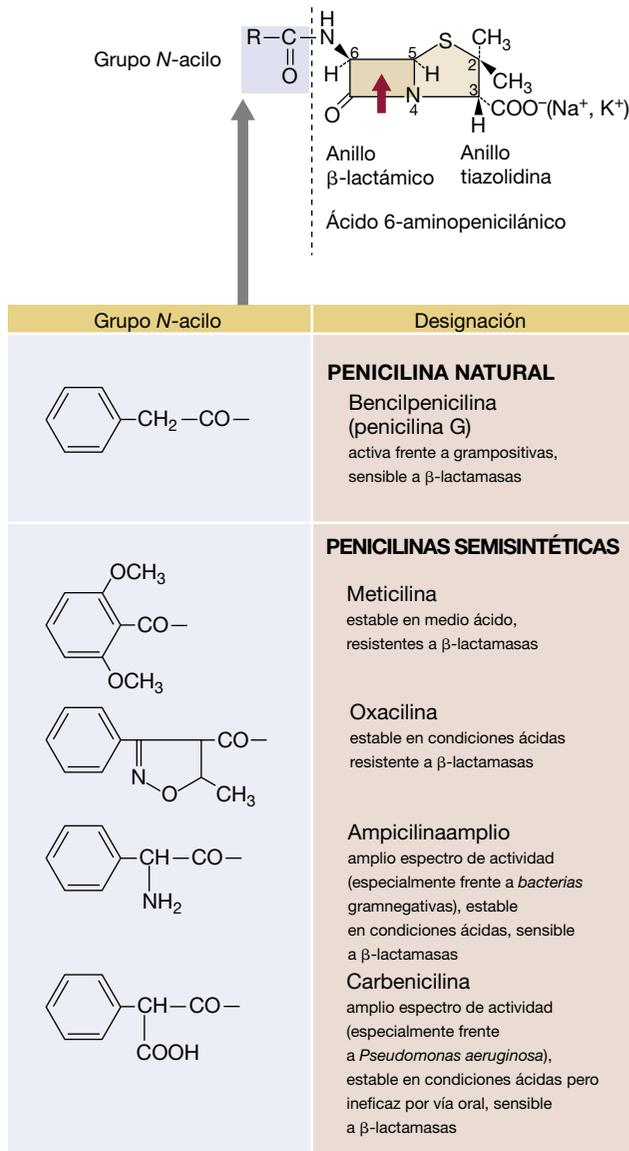 H
R–C–N
O
Grupo N-acilo
H
6
5
H
S
CH₃
2
CH₃
3
N
4
O
COO⁻(Na⁺, K⁺)
H
Anillo
β-lactámico
Anillo
tiazolidina
Ácido 6-aminopenicilánico
Grupo N-acilo
Designación
CH₂–CO–
PENICILINA NATURAL
Bencilpenicilina
(penicilina G)
activa frente a grampositivas,
sensible a β-lactamasas
PENICILINAS SEMISINTÉTICAS
OCH₃
CO–
OCH₃
Meticilina
estable en medio ácido,
resistentes a β-lactamasas
CO–
N
O
CH₃
Oxacilina
estable en condiciones ácidas
resistente a β-lactamasas
CH–CO–
NH₂
Ampicilinaamplio
amplio espectro de actividad
(especialmente frente a bacterias
gramnegativas), estable
en condiciones ácidas, sensible
a β-lactamasas
CH–CO–
COOH
Carbenicilina
amplio espectro de actividad
(especialmente frente
a Pseudomonas aeruginosa),
estable en condiciones ácidas pero
ineficaz por vía oral, sensible
a β-lactamasas